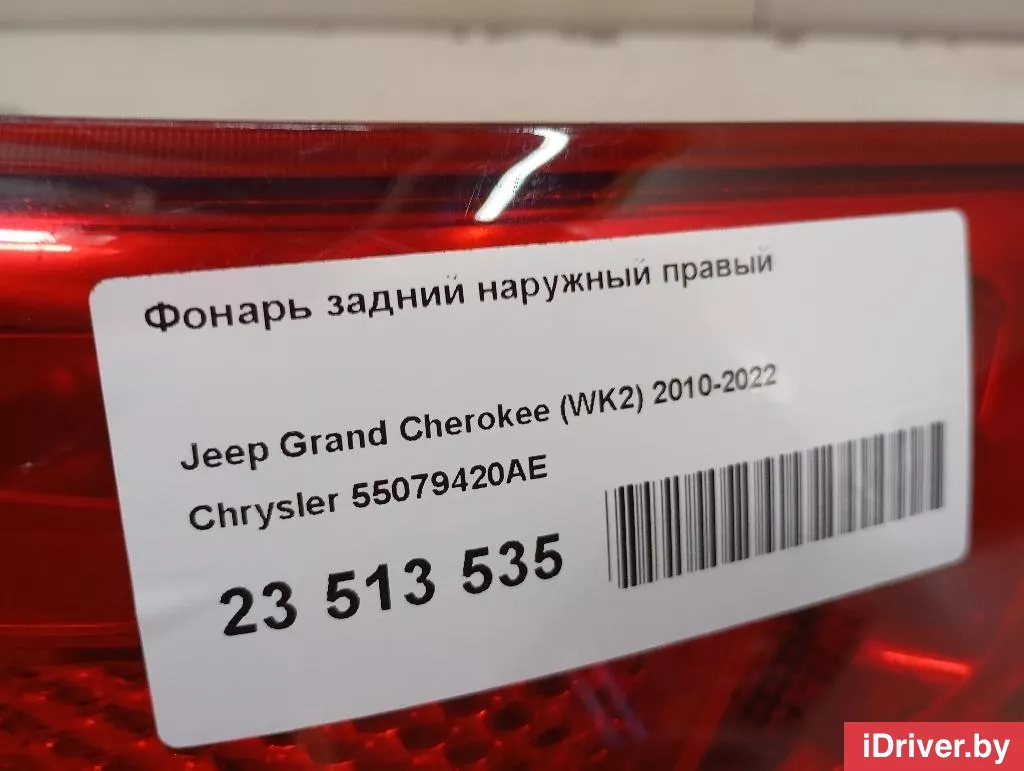 Фонарь задний наружный правый
Jeep Grand Cherokee (WK2) 2010-2022
Chrysler 55079420AE
23 513 535
iDriver.by